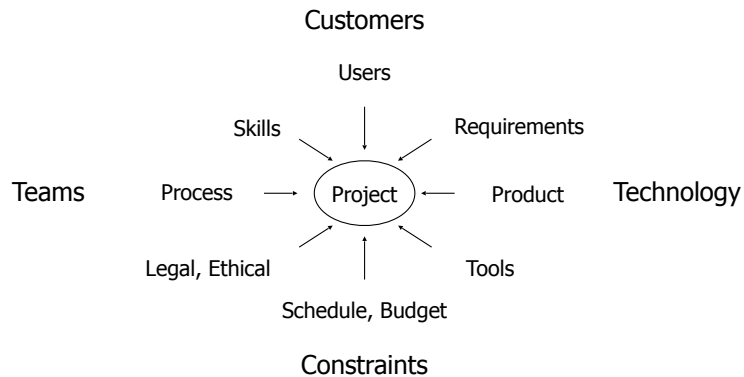 Customers
Users
Skills
Requirements
Teams
Process
Project
Product
Technology
Legal, Ethical
Tools
Schedule, Budget
Constraints